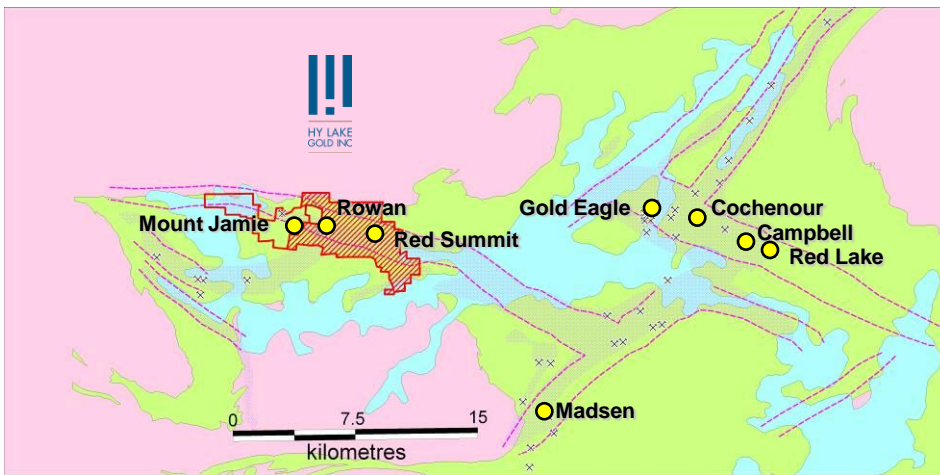 HY LAKE
GOLD INC
Rowan
Mount Jamie
Red Summit
Gold Eagle
Cochenour
Campbell
Red Lake
Madsen
0 7.5 15
kilometres